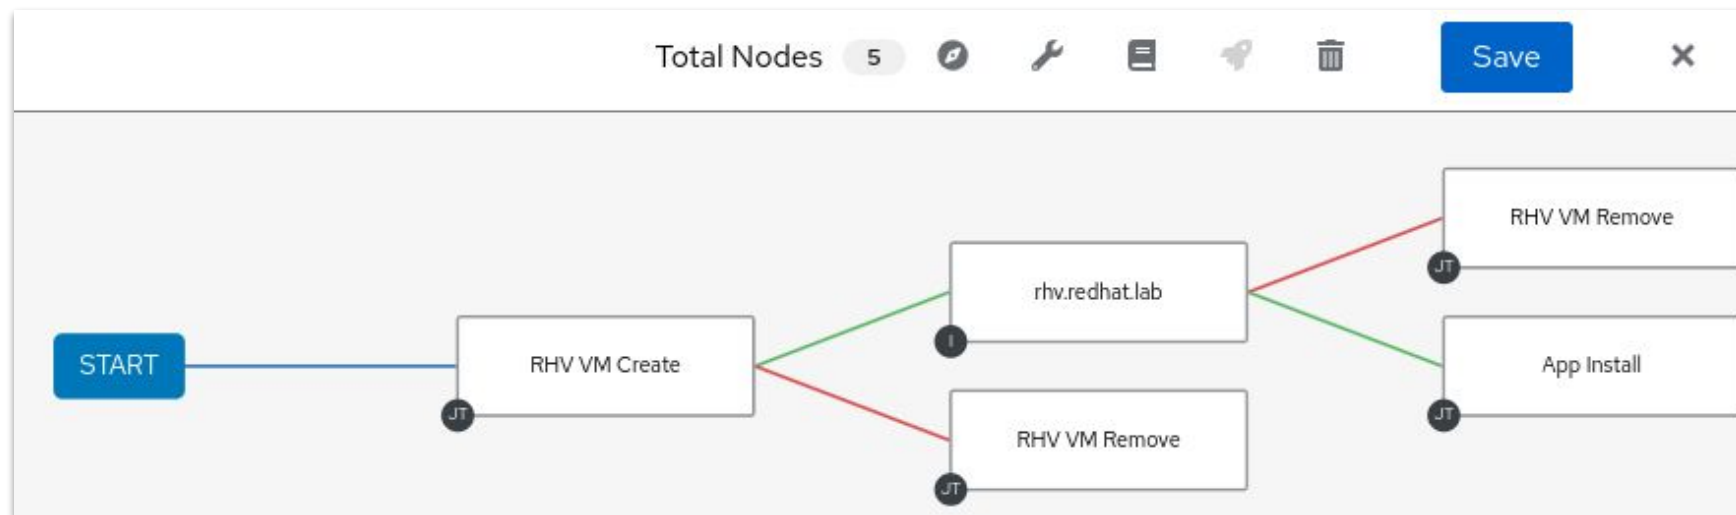 Total Nodes 5 Save
RHV VM Remove
JT
rhv.redhat.lab
I
START
RHV VM Create
JT
App Install
JT
RHV VM Remove
JT